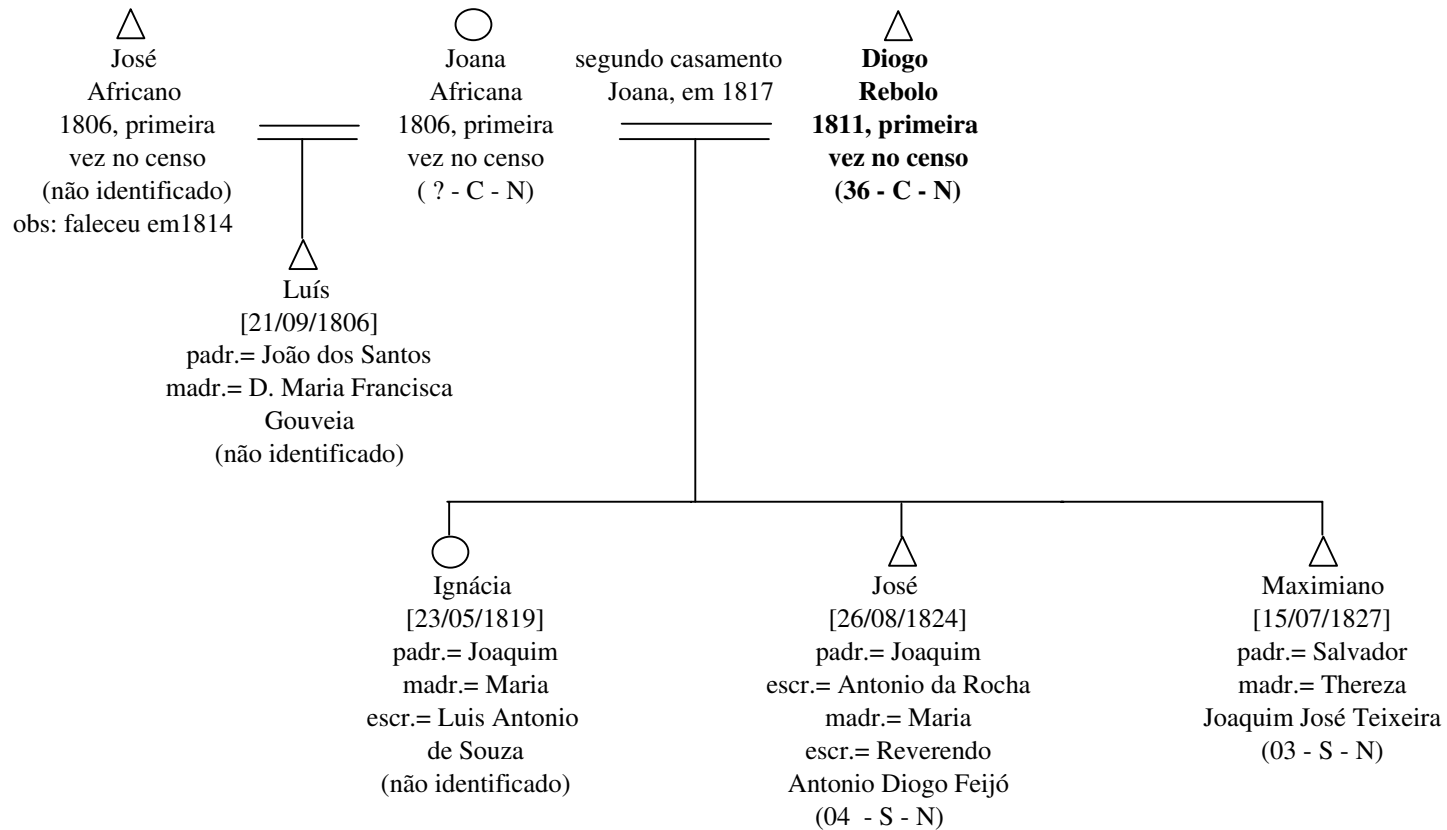 José
Africano
1806, primeira
vez no censo
(não identificado)
obs: faleceu em1814
Joana
Africana
1806, primeira
vez no censo
( ? - C - N)
segundo casamento
Joana, em 1817
Diogo
Rebolo
1811, primeira
vez no censo
(36 - C - N)
Luís
[21/09/1806]
padr.= João dos Santos
madr.= D. Maria Francisca
Gouveia
(não identificado)
Ignácia
[23/05/1819]
padr.= Joaquim
madr.= Maria
escr.= Luis Antonio
de Souza
(não identificado)
José
[26/08/1824]
padr.= Joaquim
escr.= Antonio da Rocha
madr.= Maria
escr.= Reverendo
Antonio Diogo Feijó
(04 - S - N)
Maximiano
[15/07/1827]
padr.= Salvador
madr.= Thereza
Joaquim José Teixeira
(03 - S - N)